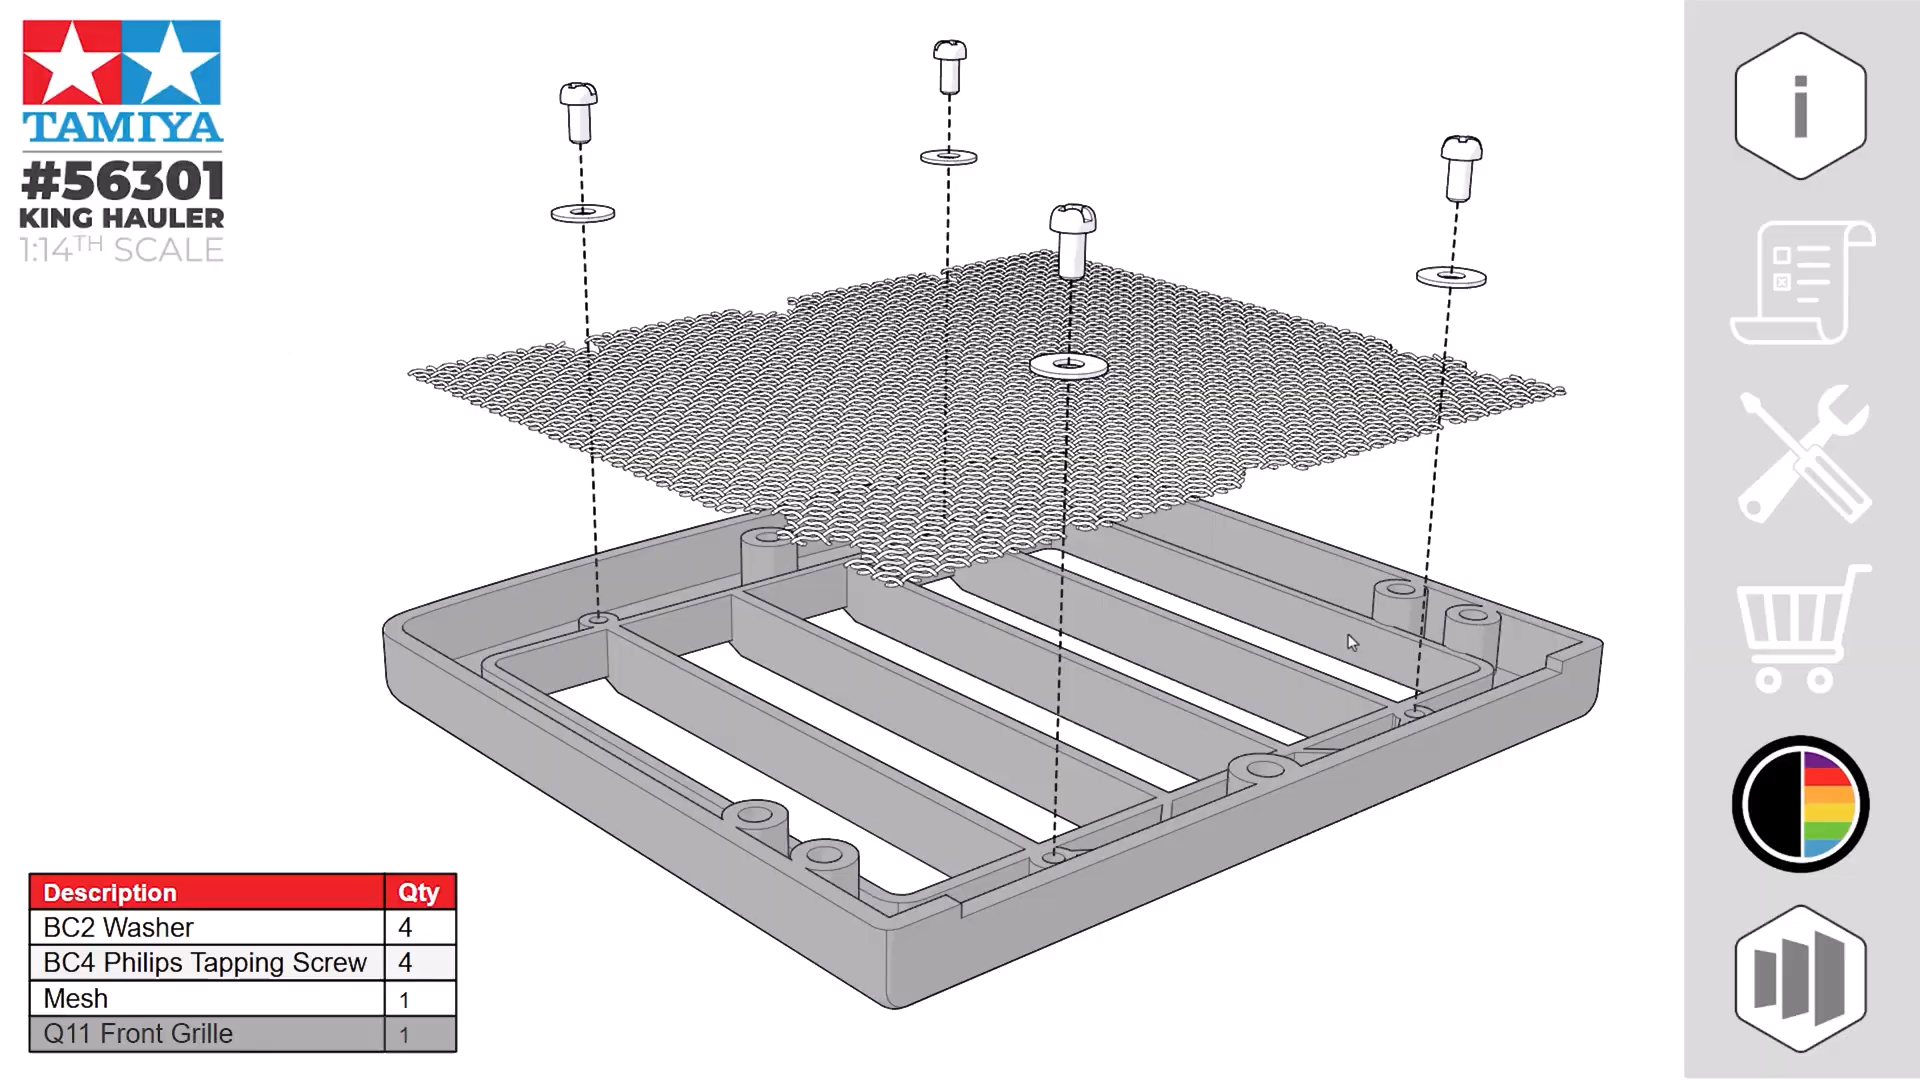 TAMIYA
#56301
KING HAULER
1:14TH SCALE
i
Description Qty
BC2 Washer 4
BC4 Philips Tapping Screw 4
Mesh 1
Q11 Front Grille 1